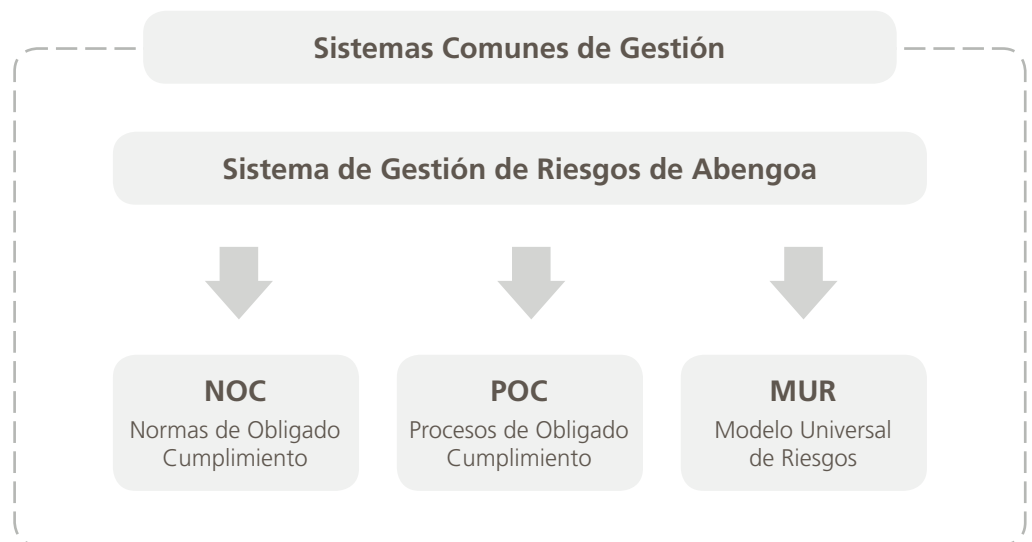 Sistemas Comunes de Gestión
Sistema de Gestión de Riesgos de Abengoa
NOC
Normas de Obligado
Cumplimiento
POC
Procesos de Obligado
Cumplimiento
MUR
Modelo Universal
de Riesgos